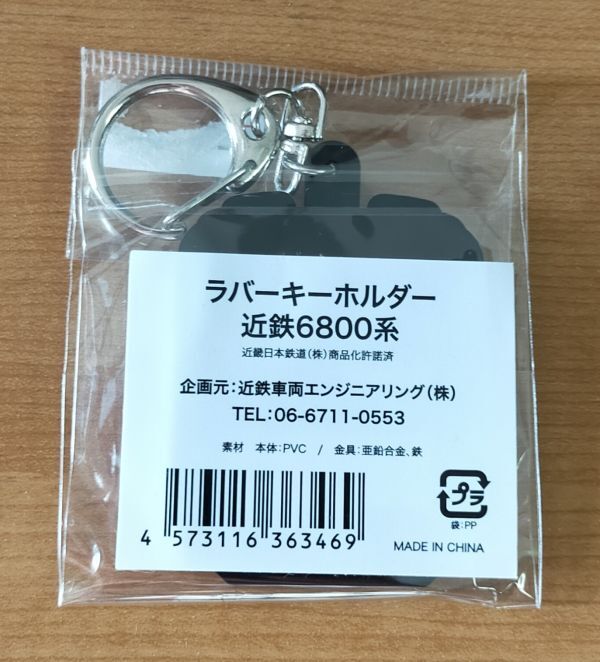 ラバーキーホルダー
近鉄6800系
近畿日本鉄道(株)商品化許諾済
企画元:近鉄車両エンジニアリング(株)
TEL:06-6711-0553
素材 本体:PVC / 金具:亜鉛合金、鉄
プラ
袋:PP
4 573116 363469
MADE IN CHINA